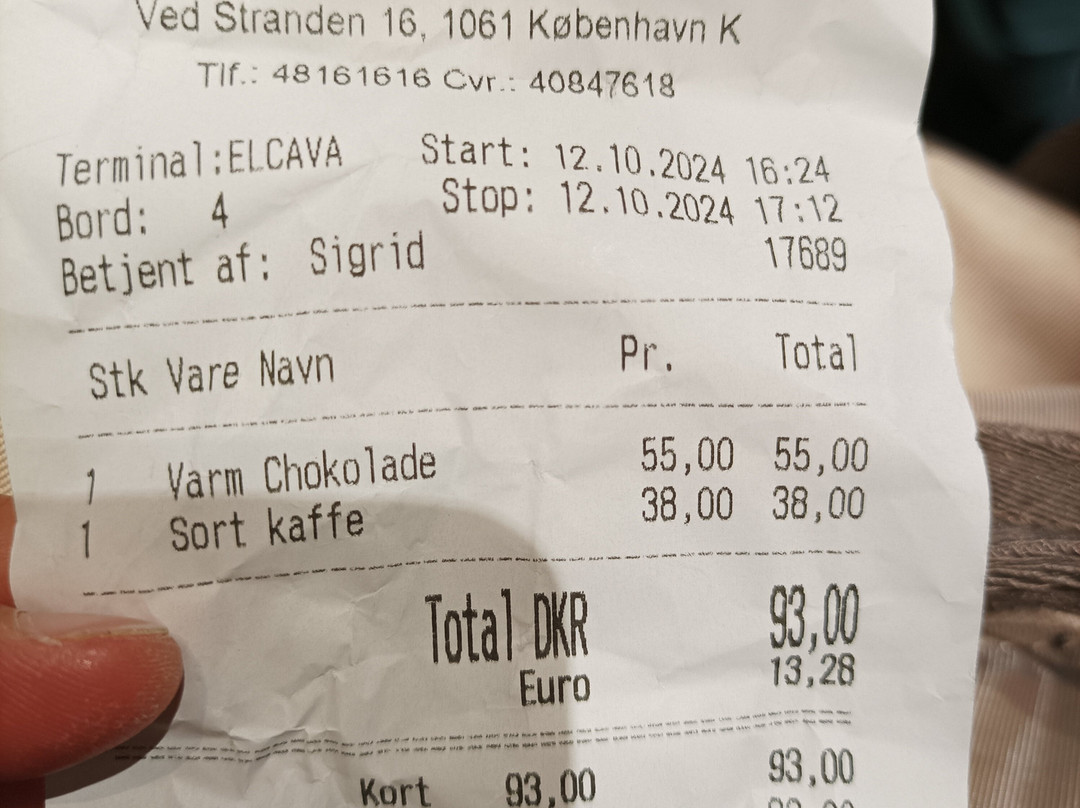 Ved Stranden 16, 1061 København K
Tlf.: 48161616 Cvr.: 40847618
Terminal:ELCAVA Start: 12.10.2024 16:24
Bord: 4 Stop: 12.10.2024 17:12
Betjent af: Sigrid 17689
Stk Vare Navn Pr. Total
1 Varm Chokolade 55,00 55,00
1 Sort kaffe 38,00 38,00
Total DKR 93,00
Euro 13,28
Kort 93,00 93,00